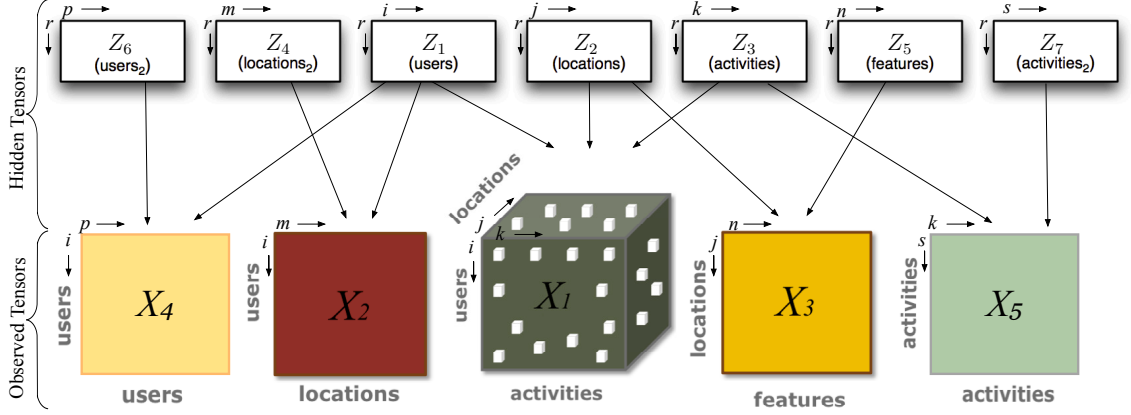 p
m
i
j
k
n
s
r
r
r
r
r
r
r
Z₆
(users₂)
Z₄
(locations₂)
Z₁
(users)
Z₂
(locations)
Z₃
(activities)
Z₅
(features)
Z₇
(activities₂)
Hidden Tensors
Observed Tensors
p
i
users
X₄
users
m
i
users
X₂
locations
locations
j
k
i
users
X₁
activities
n
j
locations
X₃
features
k
s
activities
X₅
activities